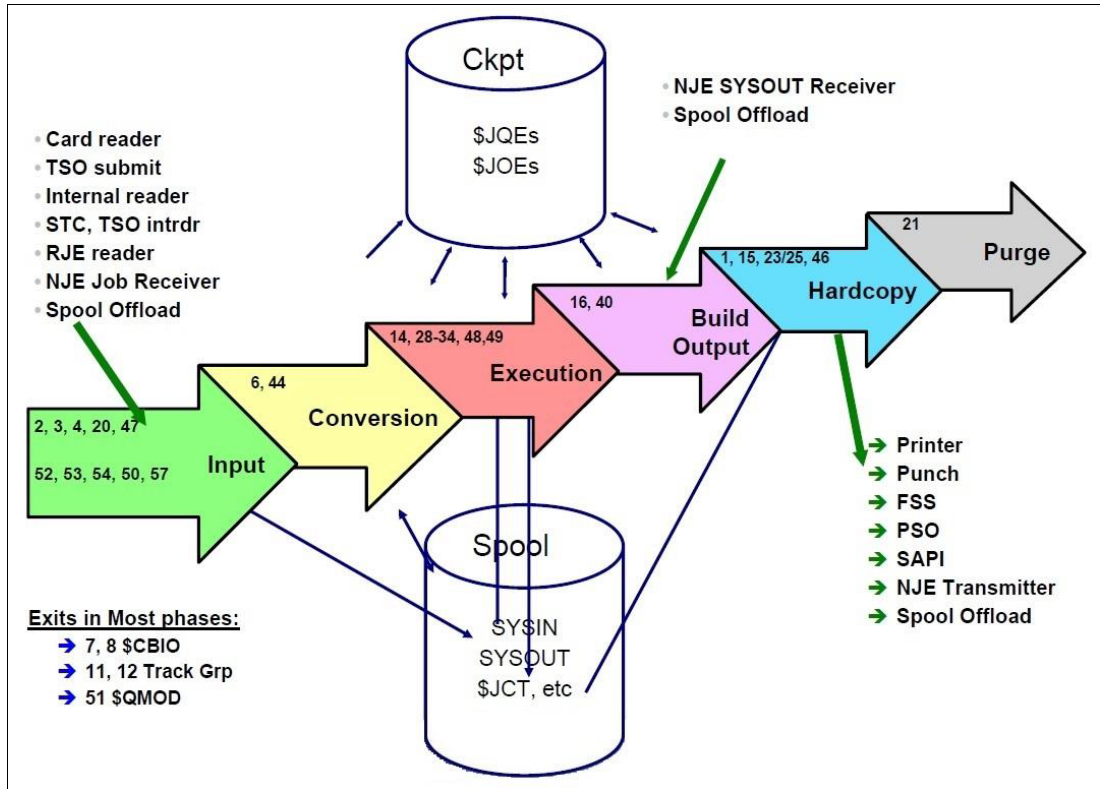 Ckpt
$JQEs
$JOEs
NJE SYSOUT Receiver
Spool Offload
Card reader
TSO submit
Internal reader
STC, TSO intrdr
RJE reader
NJE Job Receiver
Spool Offload
21
Purge
1, 15, 23/25, 46
Hardcopy
16, 40
Build
Output
14, 28-34, 48,49
Execution
6, 44
Conversion
2, 3, 4, 20, 47
52, 53, 54, 50, 57
Input
Printer
Punch
FSS
PSO
SAPI
NJE Transmitter
Spool Offload
Spool
SYSIN
SYSOUT
$JCT, etc
Exits in Most phases:
7, 8 $CBIO
11, 12 Track Grp
51 $QMOD